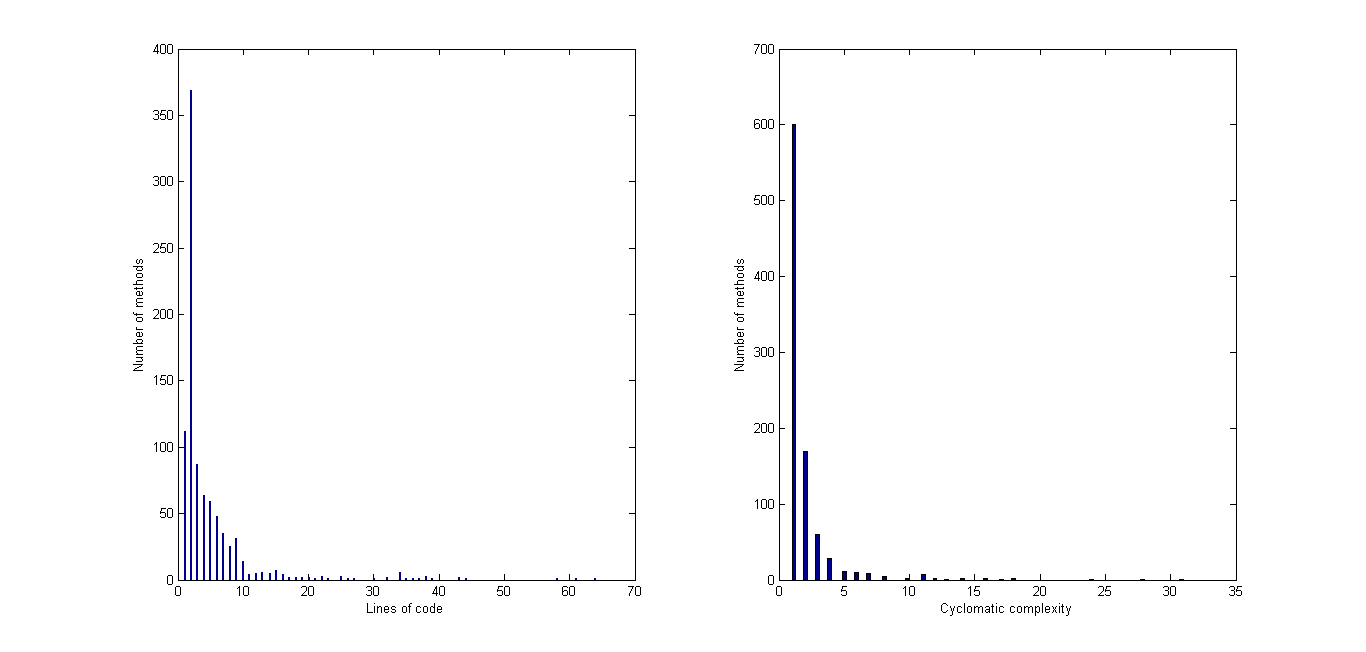 400
350
300
250
200
150
100
50
0
Number of methods
0 10 20 30 40 50 60 70
Lines of code
700
600
500
400
300
200
100
0
Number of methods
0 5 10 15 20 25 30 35
Cyclomatic complexity